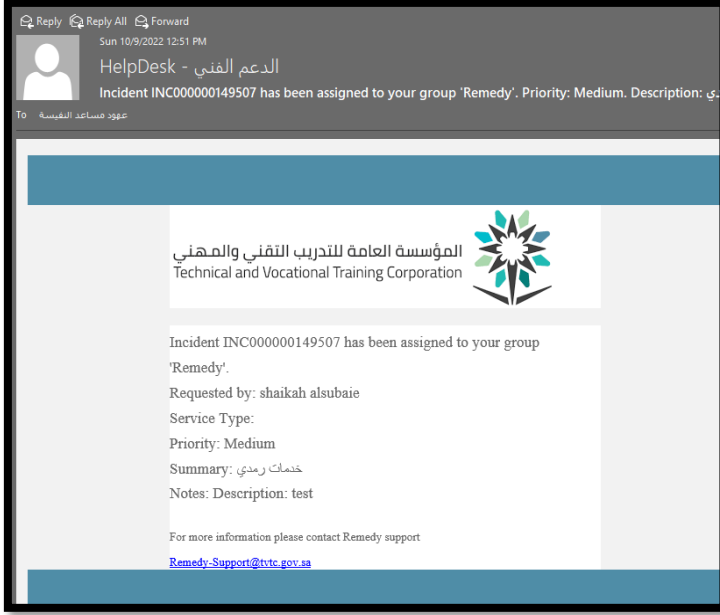 Reply Reply All Forward
Sun 10/9/2022 12:51 PM
HelpDesk - الدعم الفني
Incident INC000000149507 has been assigned to your group 'Remedy'. Priority: Medium. Description:
To عهود مساعد النفيسة
المؤسسة العامة للتدريب التقني والمهني
Technical and Vocational Training Corporation
Incident INC000000149507 has been assigned to your group
'Remedy'.
Requested by: shaikah alsubaie
Service Type:
Priority: Medium
Summary: خدمات رمدي
Notes: Description: test
For more information please contact Remedy support
Remedy-Support@tvtc.gov.sa